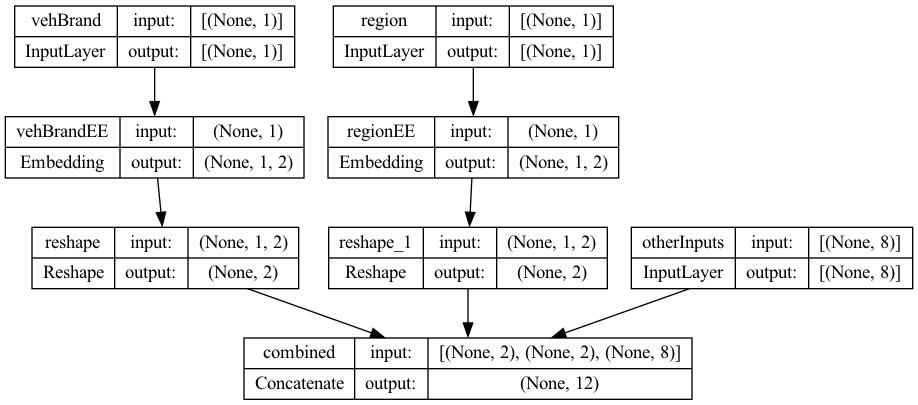 vehBrand input: [(None, 1)]
InputLayer output: [(None, 1)]
region input: [(None, 1)]
InputLayer output: [(None, 1)]
vehBrandEE input: (None, 1)
Embedding output: (None, 1, 2)
regionEE input: (None, 1)
Embedding output: (None, 1, 2)
reshape input: (None, 1, 2)
Reshape output: (None, 2)
reshape_1 input: (None, 1, 2)
Reshape output: (None, 2)
otherInputs input: [(None, 8)]
InputLayer output: [(None, 8)]
combined input: [(None, 2), (None, 2), (None, 8)]
Concatenate output: (None, 12)